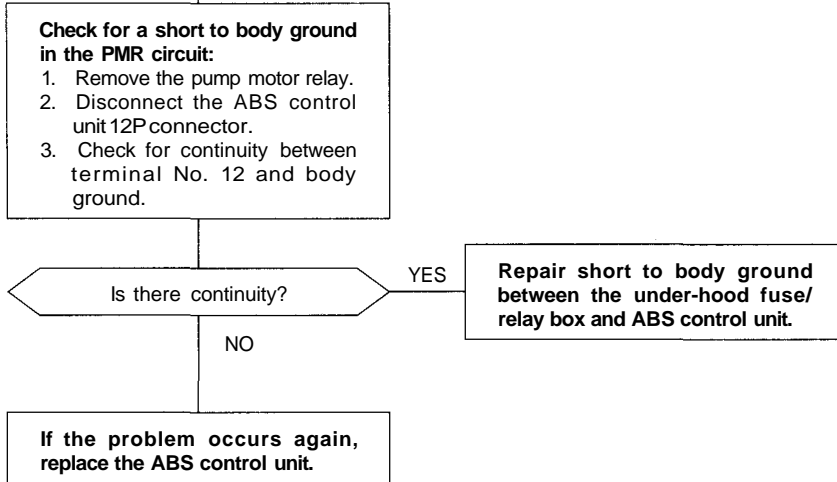 Check for a short to body ground
in the PMR circuit:
1. Remove the pump motor relay.
2. Disconnect the ABS control
unit 12P connector.
3. Check for continuity between
terminal No. 12 and body
ground.
Is there continuity?
YES
Repair short to body ground
between the under-hood fuse/
relay box and ABS control unit.
NO
If the problem occurs again,
replace the ABS control unit.